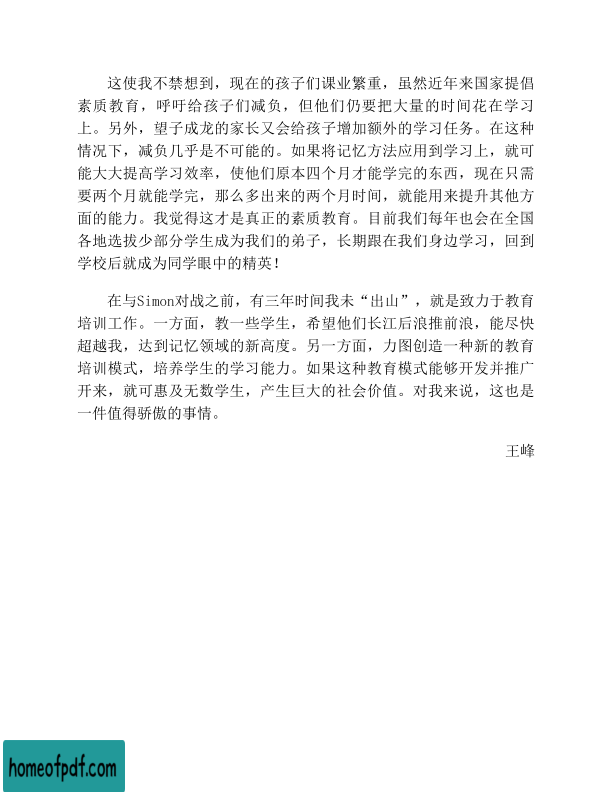 这使我不禁想到，现在的孩子们课业繁重，虽然近年来国家提倡
素质教育，呼吁给孩子们减负，但他们仍要把大量的时间花在学习
上。另外，望子成龙的家长又会给孩子增加额外的学习任务。在这种
情况下，减负几乎是不可能的。如果将记忆方法应用到学习上，就可
能大大提高学习效率，使他们原本四个月才能学完的东西，现在只需
要两个月就能学完，那么多出来的两个月时间，就能用来提升其他方
面的能力。我觉得这才是真正的素质教育。目前我们每年也会在全国
各地选拔少部分学生成为我们的弟子，长期跟在我们身边学习，回到
学校后就成为同学眼中的精英！
在与Simon对战之前，有三年时间我未“出山”，就是致力于教育
培训工作。一方面，教一些学生，希望他们长江后浪推前浪，能尽快
超越我，达到记忆领域的新高度。另一方面，力图创造一种新的教育
培训模式，培养学生的学习能力。如果这种教育模式能够开发并推广
开来，就可惠及无数学生，产生巨大的社会价值。对我来说，这也是
一件值得骄傲的事情。
王峰
homeofpdf.com